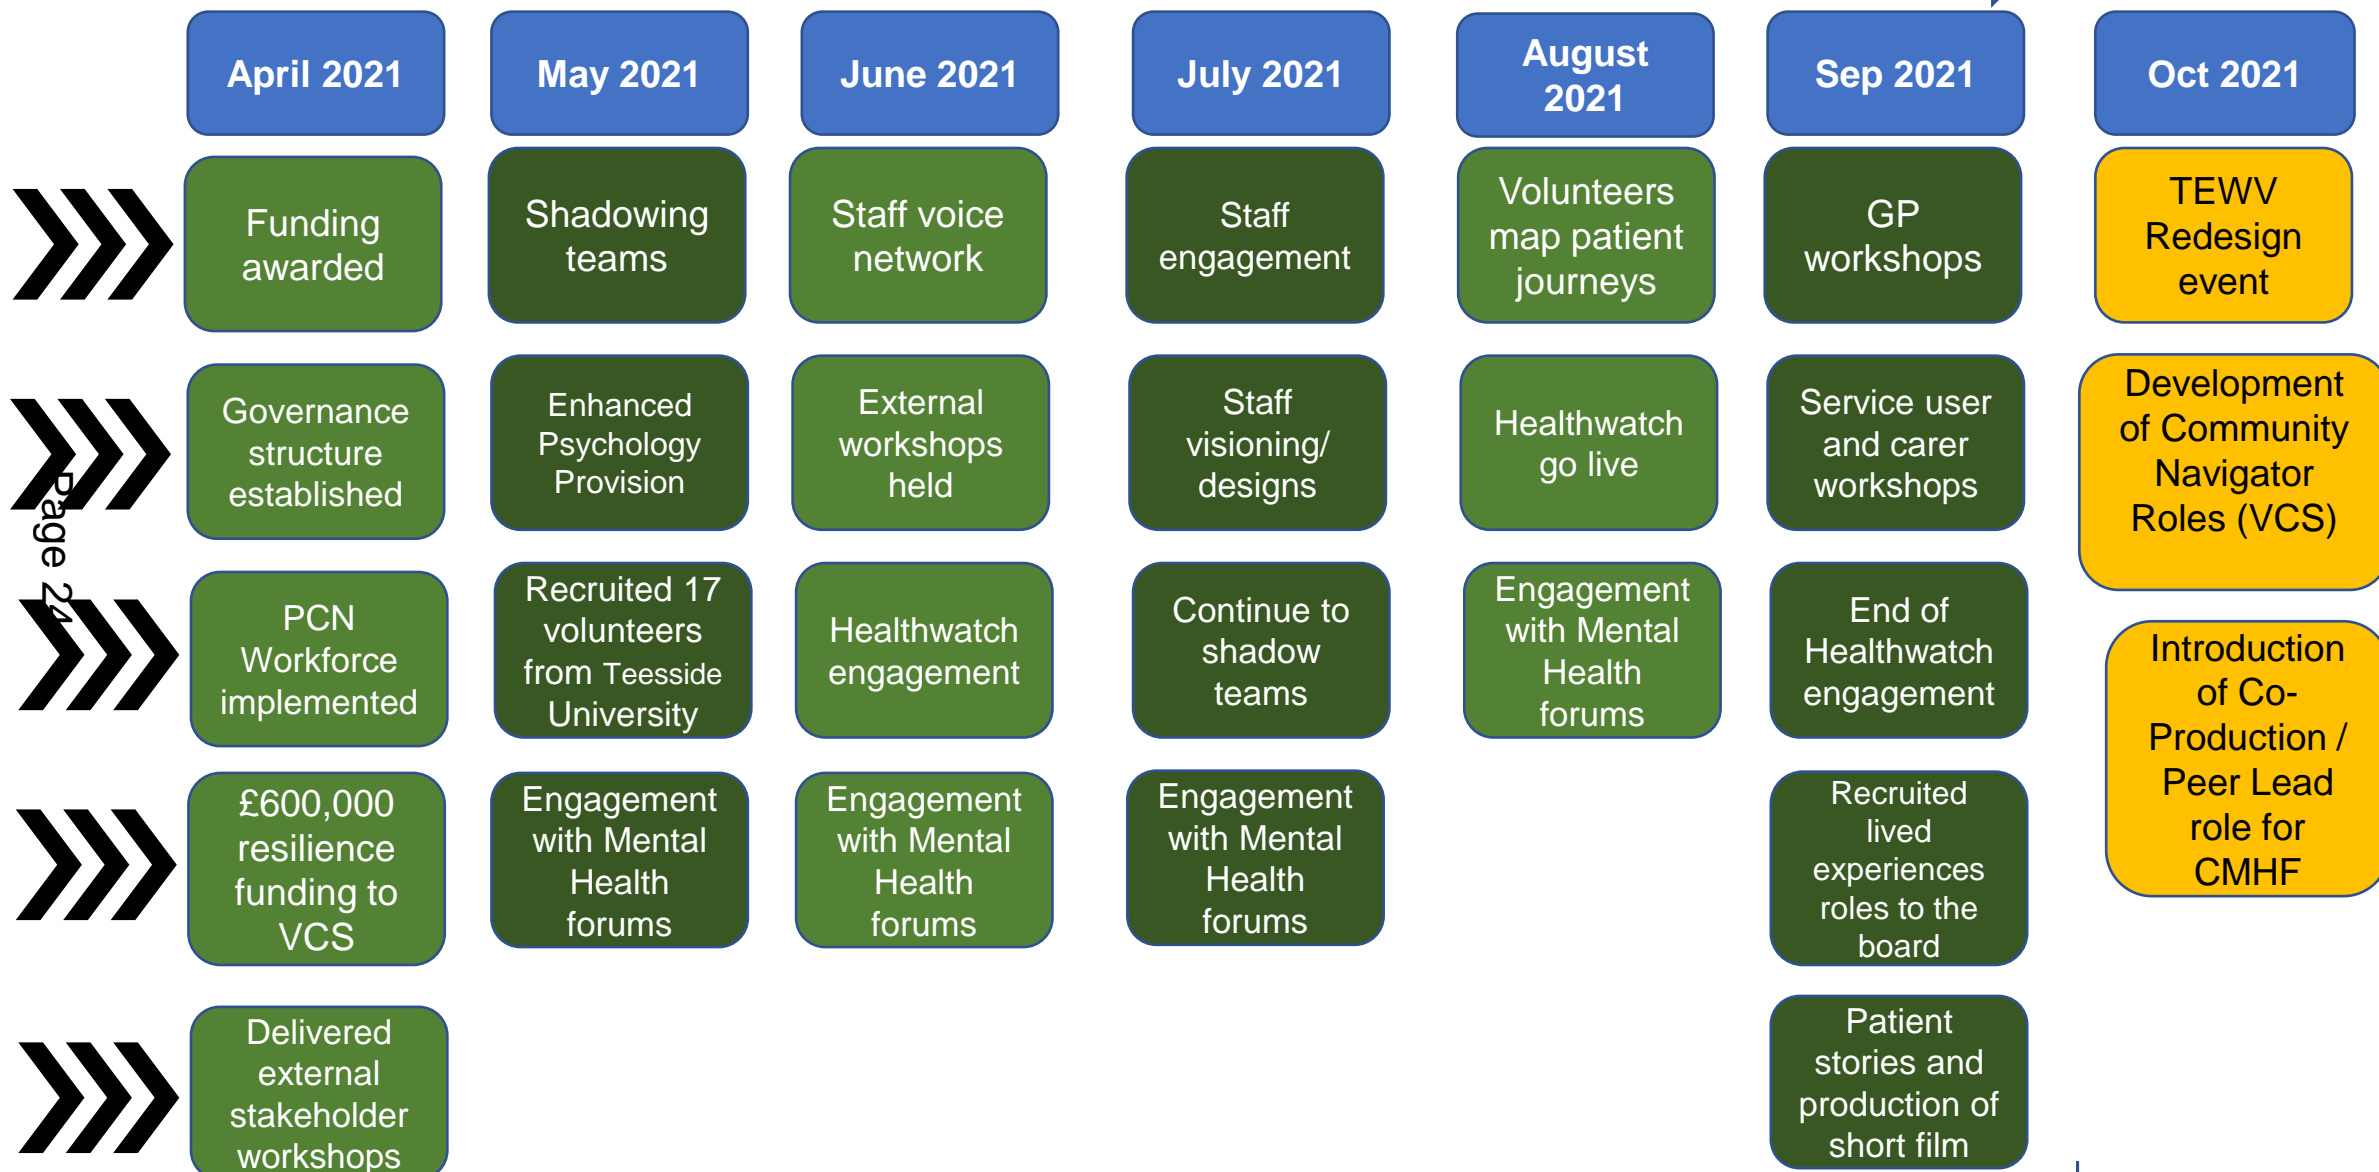 April 2021
May 2021
June 2021
July 2021
August
2021
Sep 2021
Oct 2021
Funding
awarded
Shadowing
teams
Staff voice
network
Staff
engagement
Volunteers
map patient
journeys
GP
workshops
TEWV
Redesign
event
Governance
structure
established
Enhanced
Psychology
Provision
External
workshops
held
Staff
visioning/
designs
Healthwatch
go live
Service user
and carer
workshops
Development
of Community
Navigator
Roles (VCS)
Page 24
PCN
Workforce
implemented
Recruited 17
volunteers
from Teesside
University
Healthwatch
engagement
Continue to
shadow
teams
Engagement
with Mental
Health
forums
End of
Healthwatch
engagement
Introduction
of Co-
Production /
Peer Lead
role for
CMHF
£600,000
resilience
funding to
VCS
Engagement
with Mental
Health
forums
Engagement
with Mental
Health
forums
Engagement
with Mental
Health
forums
Recruited
lived
experiences
roles to the
board
Delivered
external
stakeholder
workshops
Patient
stories and
production of
short film